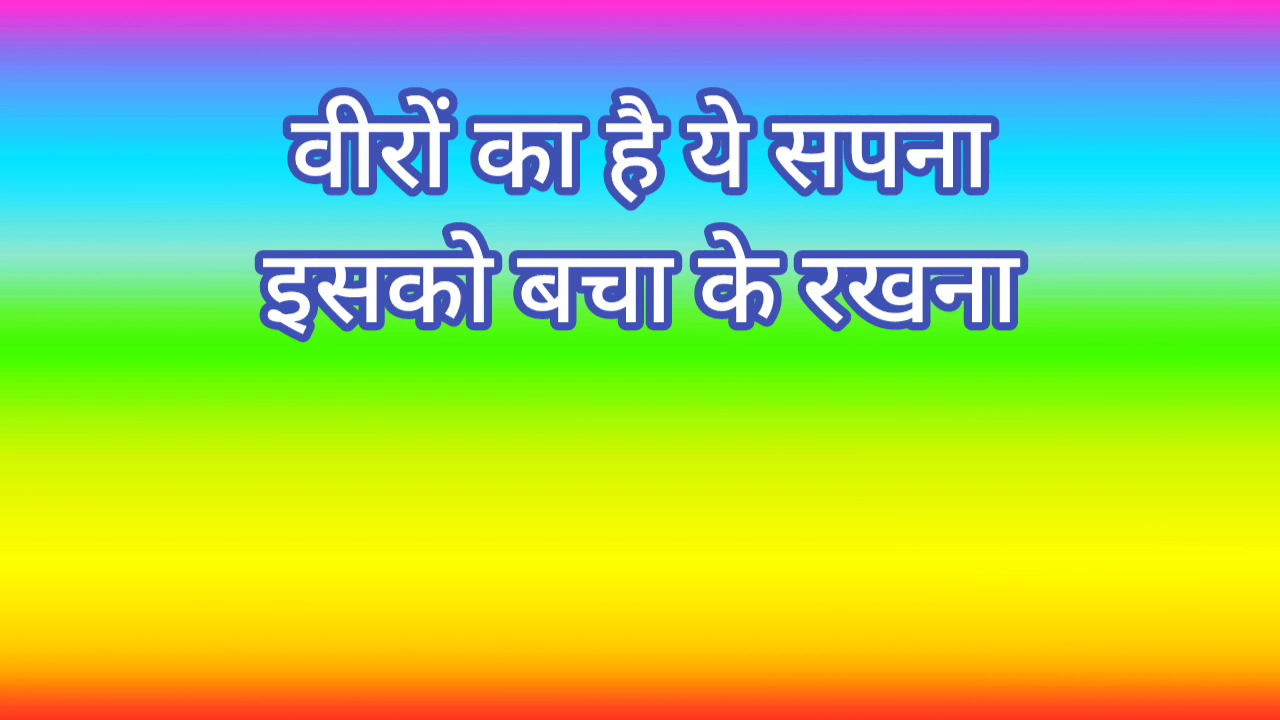 वीरों का है ये सपना
इसको बचा के रखना